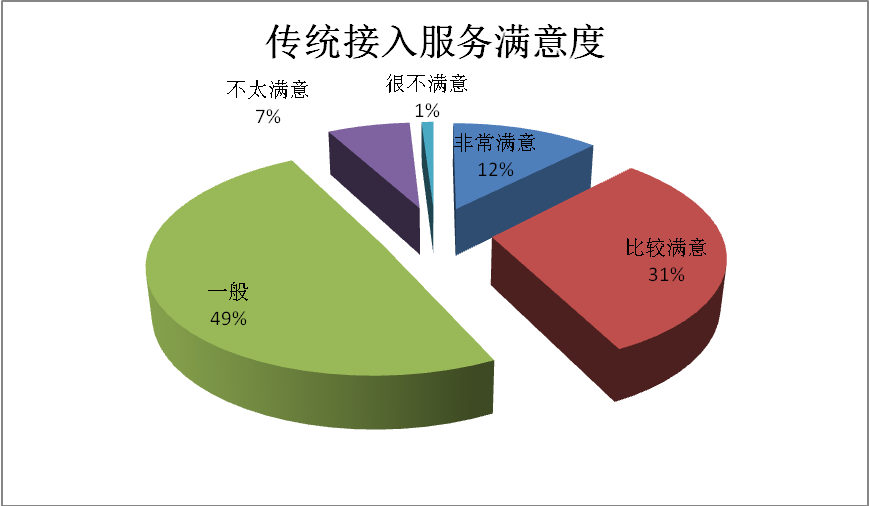 传统接入服务满意度
不太满意
7%
很不满意
1%
非常满意
12%
比较满意
31%
一般
49%